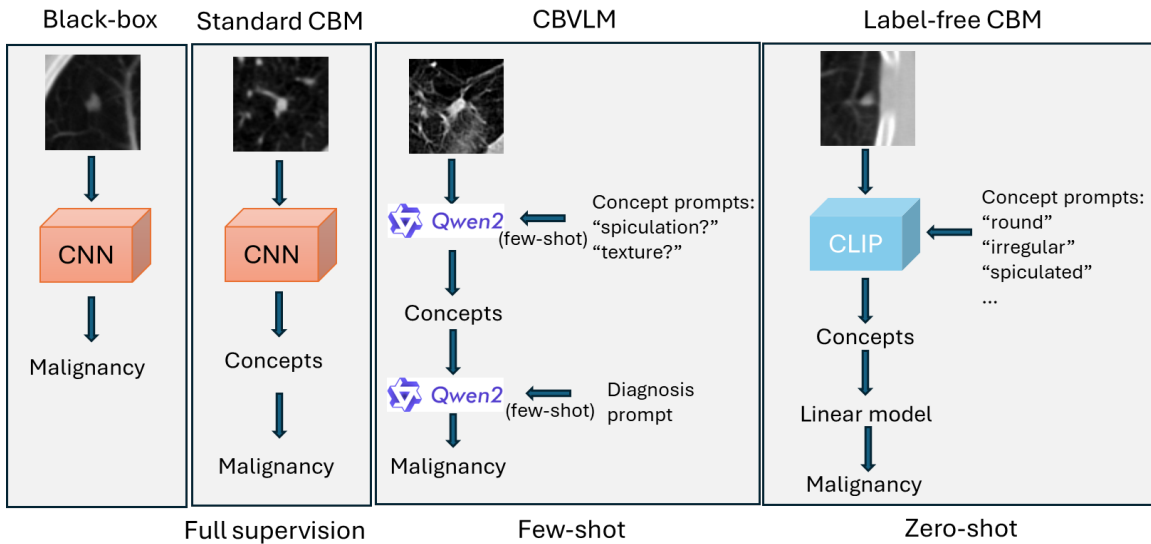 Black-box
CNN
Malignancy
Standard CBM
CNN
Concepts
Malignancy
Full supervision
CBVLM
Qwen2
(few-shot)
Concept prompts:
“spiculation?”
“texture?”
Concepts
Qwen2
(few-shot)
Diagnosis
prompt
Malignancy
Few-shot
Label-free CBM
CLIP
Concept prompts:
“round”
“irregular”
“spiculated”
...
Concepts
Linear model
Malignancy
Zero-shot